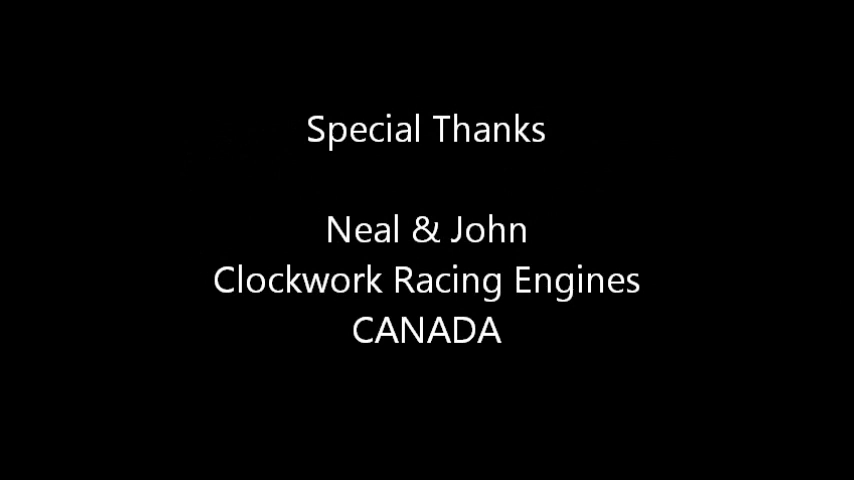 Special Thanks
Neal & John
Clockwork Racing Engines
CANADA